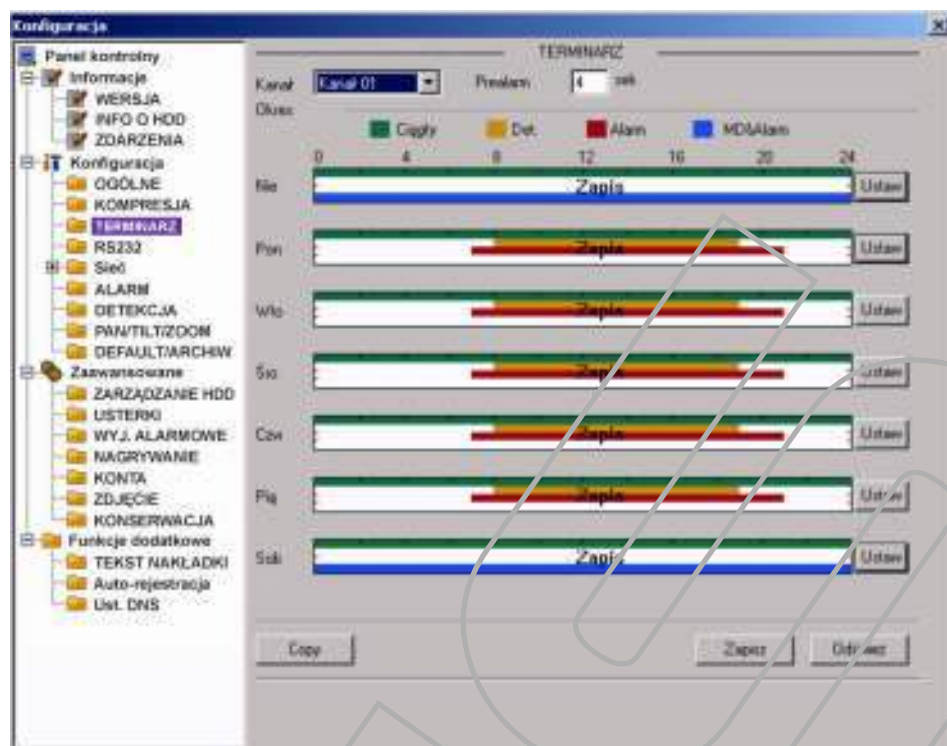 Konfiguracja
Panel kontrolny
Informacje
WERSJA
INFO O HDD
ZDARZENIA
Konfiguracja
OGÓLNE
KOMPRESJA
TERMINARZ
RS232
Sieć
ALARM
DETEKCJA
PAN/TILT/ZOOM
DEFAULT/ARCHIW
Zaawansowane
ZARZĄDZANIE HDD
USTERKI
WYJ. ALARMOWE
NAGRYWANIE
KONTA
ZDJĘCIE
KONSERWACJA
Funkcje dodatkowe
TEKST NAKŁADKI
Auto-rejestracja
Ust. DNS
TERMINARZ
Kanał Kanał 01 Prealarm 4 sek
Okres
Ciągły Det. Alarm MD&Alarm
0 4 8 12 16 20 24
Nie Zapis Ustaw
Pon Zapis Ustaw
Wto Zapis Ustaw
Śro Zapis Ustaw
Czw Zapis Ustaw
Pią Zapis Ustaw
Sob Zapis Ustaw
Copy Zapisz Odśwież